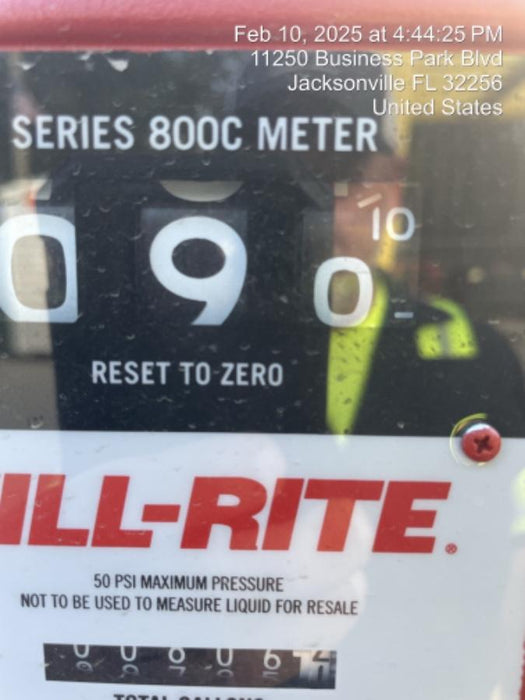 Feb 10, 2025 at 4:44:25 PM
11250 Business Park Blvd
Jacksonville FL 32256
United States
SERIES 800C METER
0 9 0
10
RESET TO ZERO
ILL-RITE®
50 PSI MAXIMUM PRESSURE
NOT TO BE USED TO MEASURE LIQUID FOR RESALE
TOTAL GALLONS